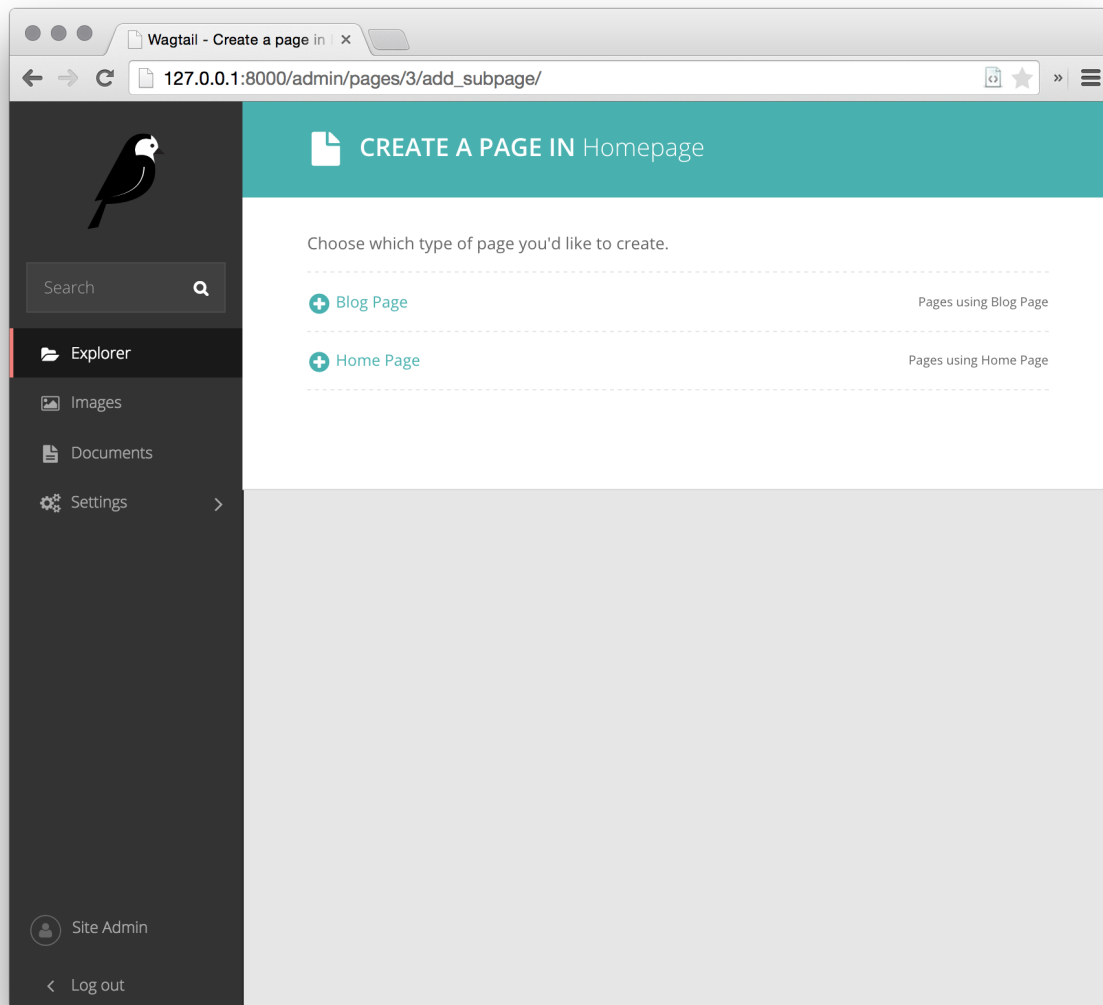 Wagtail - Create a page in
127.0.0.1:8000/admin/pages/3/add_subpage/
CREATE A PAGE IN Homepage
Choose which type of page you'd like to create.
Search
Blog Page Pages using Blog Page
Explorer
Home Page Pages using Home Page
Images
Documents
Settings
Site Admin
Log out